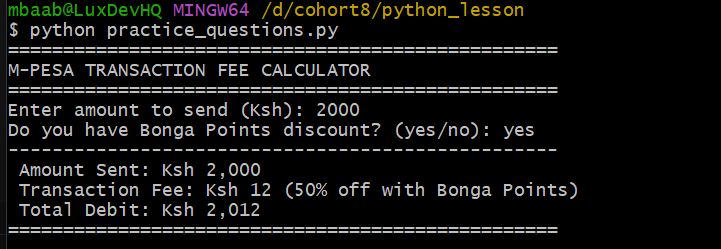 mbaab@LuxDevHQ MINGW64 /d/cohort8/python_lesson
$ python practice_questions.py
==================================================
M-PESA TRANSACTION FEE CALCULATOR
==================================================
Enter amount to send (Ksh): 2000
Do you have Bonga Points discount? (yes/no): yes
--------------------------------------------------
 Amount Sent: Ksh 2,000
 Transaction Fee: Ksh 12 (50% off with Bonga Points)
 Total Debit: Ksh 2,012
==================================================